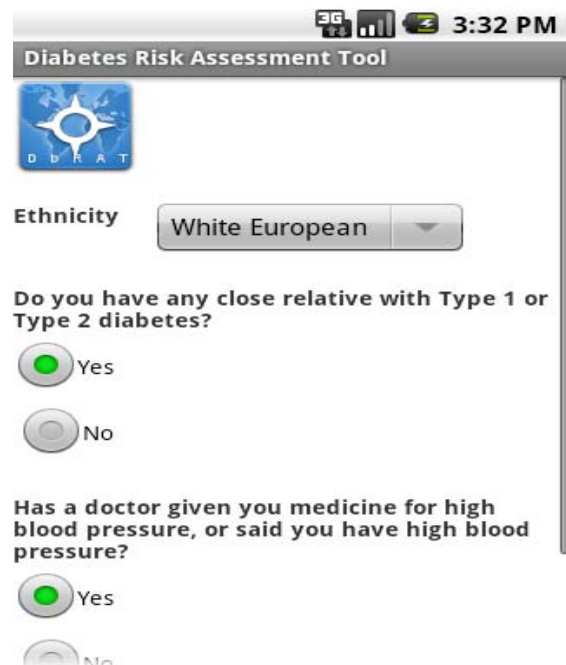 3G 3:32 PM
Diabetes Risk Assessment Tool
D b R A T
Ethnicity White European
Do you have any close relative with Type 1 or
Type 2 diabetes?
Yes
No
Has a doctor given you medicine for high
blood pressure, or said you have high blood
pressure?
Yes
No